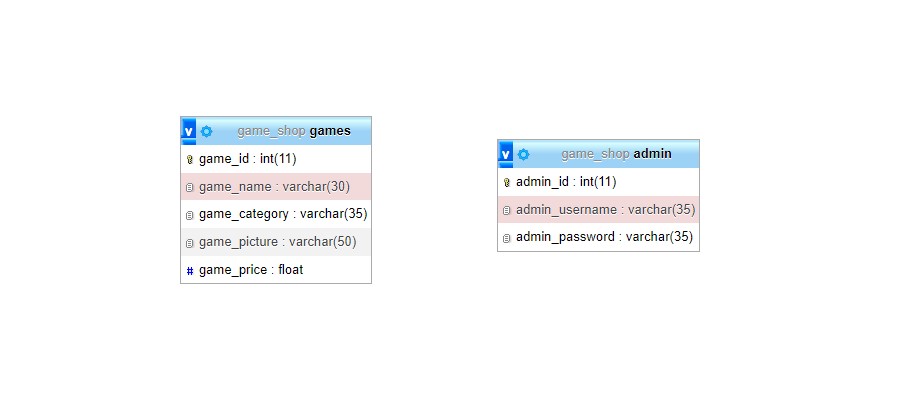 v game_shop games
game_id : int(11)
game_name : varchar(30)
game_category : varchar(35)
game_picture : varchar(50)
# game_price : float
v game_shop admin
admin_id : int(11)
admin_username : varchar(35)
admin_password : varchar(35)